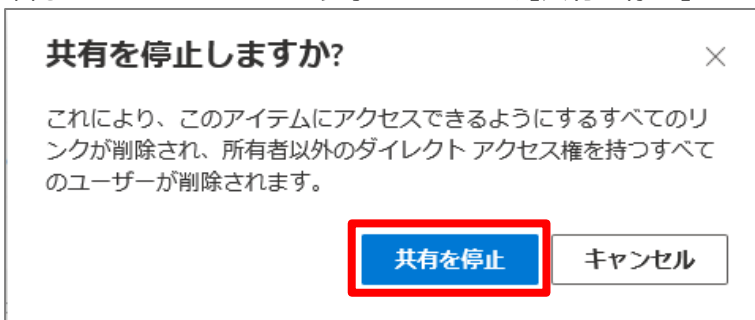 共有を停止しますか?
これにより、このアイテムにアクセスできるようにするすべてのリ
ンクが削除され、所有者以外のダイレクト アクセス権を持つすべて
のユーザーが削除されます。
共有を停止 キャンセル